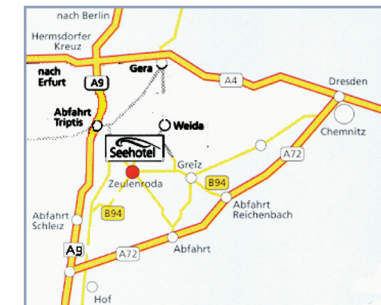 nach Berlin
Hermsdorfer
Kreuz
nach
Erfurt
A9
Gera
A4
Dresden
Abfahrt
Triptis
Weida
Chemnitz
Seehotel
Zeulenroda
Greiz
A72
B94
B94
Abfahrt
Reichenbach
Abfahrt
Schleiz
A9
A72
Abfahrt
Hof